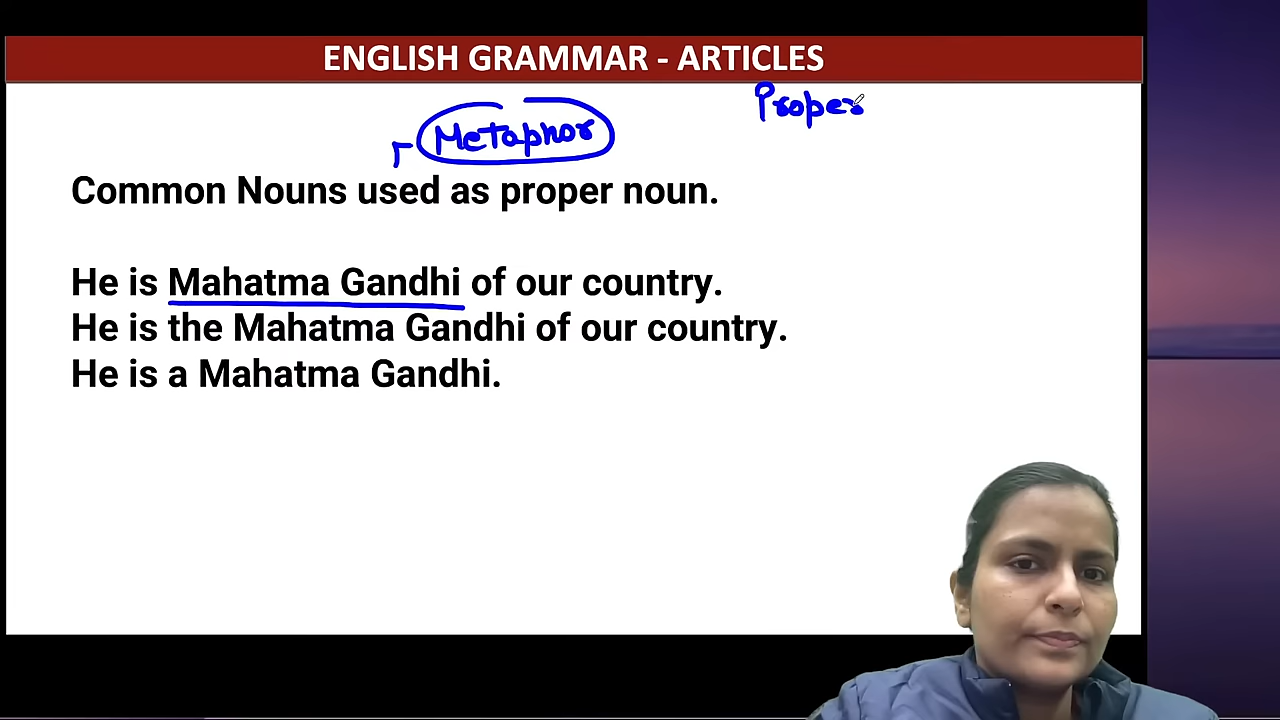 ENGLISH GRAMMAR - ARTICLES
Proper
Metaphor
Common Nouns used as proper noun.
He is Mahatma Gandhi of our country.
He is the Mahatma Gandhi of our country.
He is a Mahatma Gandhi.